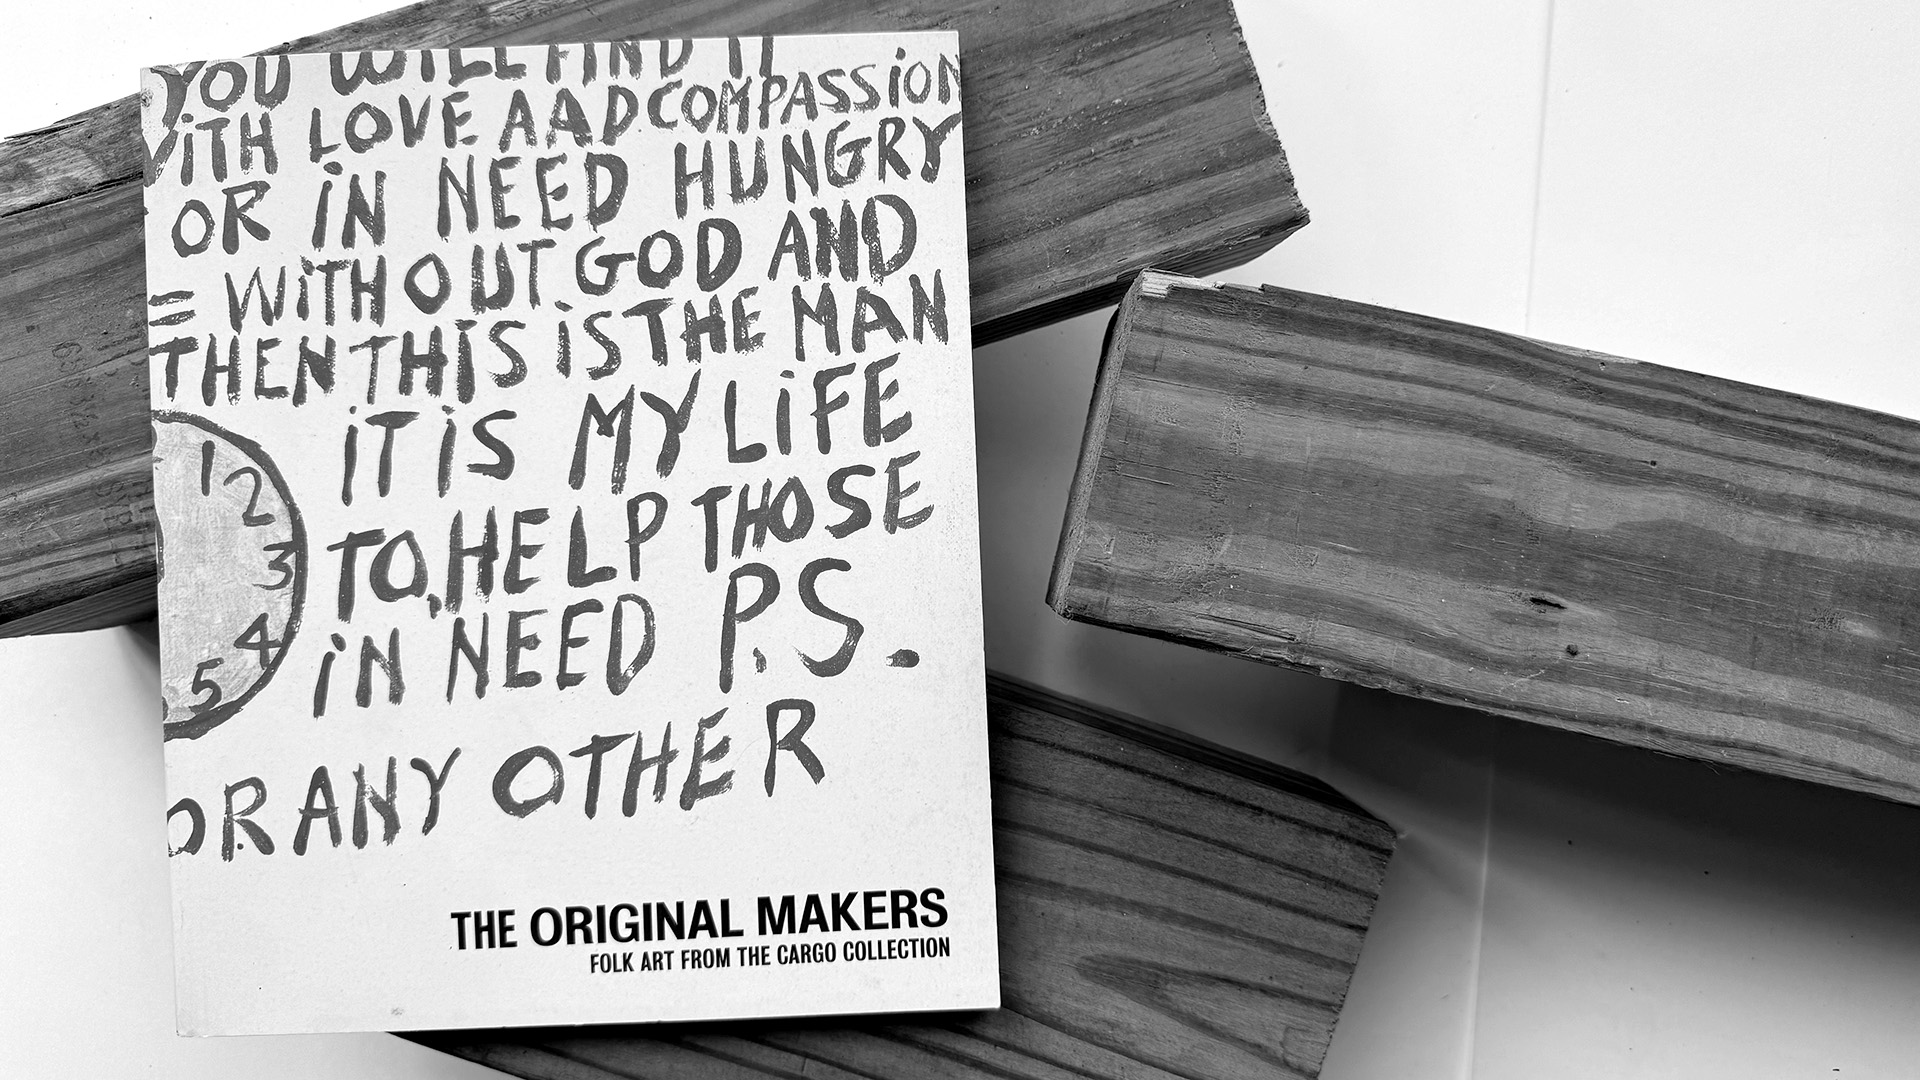 YOU WILL FIND IT
WITH LOVE AAD COMPASSION
OR iN NEED HUNGRY
= WiTHOUT GOD AND
THEN THiS iS THE MAN
iT iS MY LiFE
TO, HELP THOSE
iN NEED P.S.
OR ANY OTHER
12
3
4
5
THE ORIGINAL MAKERS
FOLK ART FROM THE CARGO COLLECTION